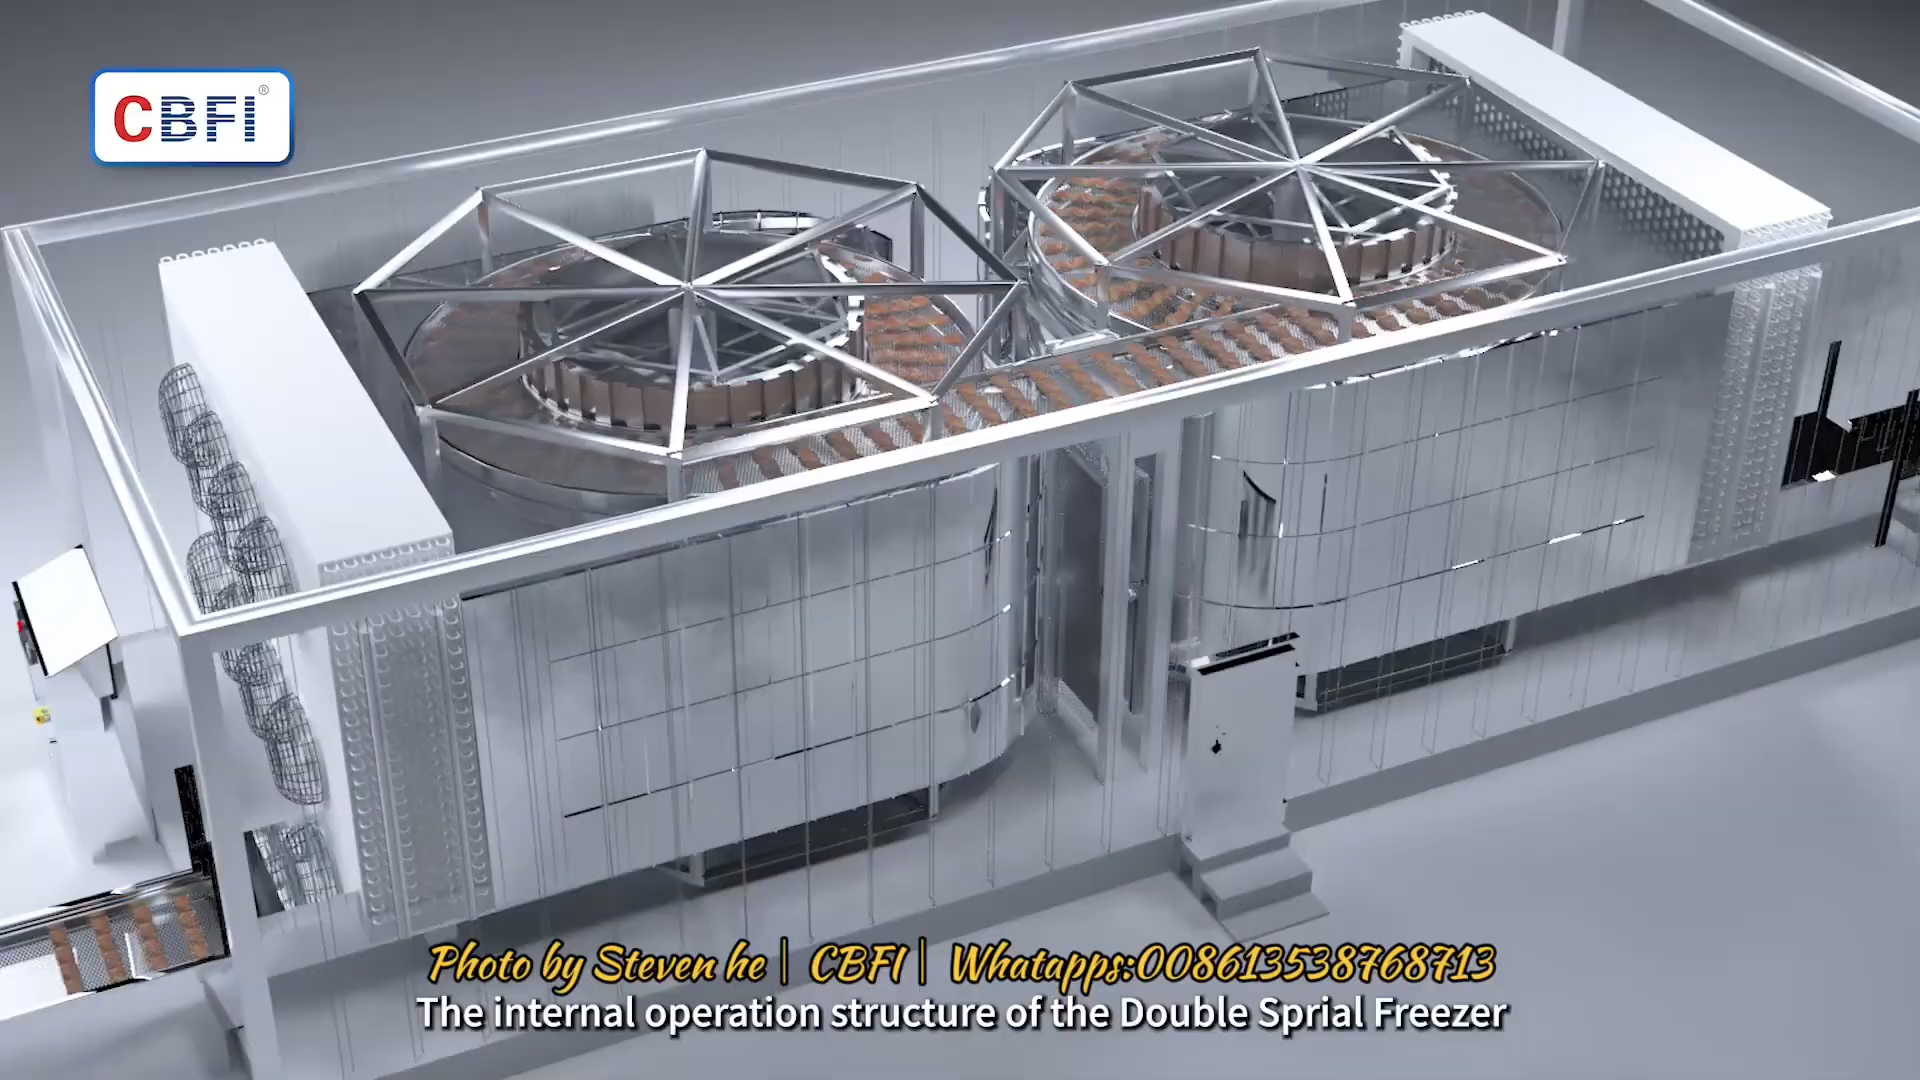 CBFI®
Photo by Steven he | CBFI | Whatapps:008613538768713
The internal operation structure of the Double Sprial Freezer